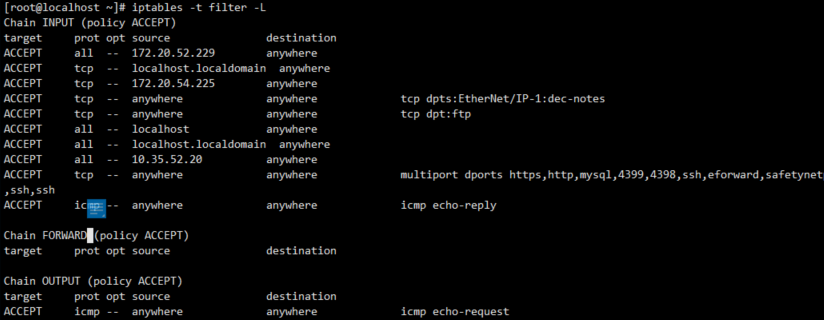 [root@localhost ~]# iptables -t filter -L
Chain INPUT (policy ACCEPT)
target     prot opt source               destination
ACCEPT     all  --  172.20.52.229        anywhere
ACCEPT     tcp  --  localhost.localdomain  anywhere
ACCEPT     tcp  --  172.20.54.225        anywhere
ACCEPT     tcp  --  anywhere             anywhere             tcp dpts:EtherNet/IP-1:dec-notes
ACCEPT     tcp  --  anywhere             anywhere             tcp dpt:ftp
ACCEPT     all  --  localhost            anywhere
ACCEPT     all  --  localhost.localdomain  anywhere
ACCEPT     all  --  10.35.52.20          anywhere
ACCEPT     tcp  --  anywhere             anywhere             multiport dports https,http,mysql,4399,4398,ssh,eforward,safetynetp
,ssh,ssh
ACCEPT     ic --  anywhere             anywhere             icmp echo-reply
Chain FORWARD (policy ACCEPT)
target     prot opt source               destination
Chain OUTPUT (policy ACCEPT)
target     prot opt source               destination
ACCEPT     icmp --  anywhere             anywhere             icmp echo-request